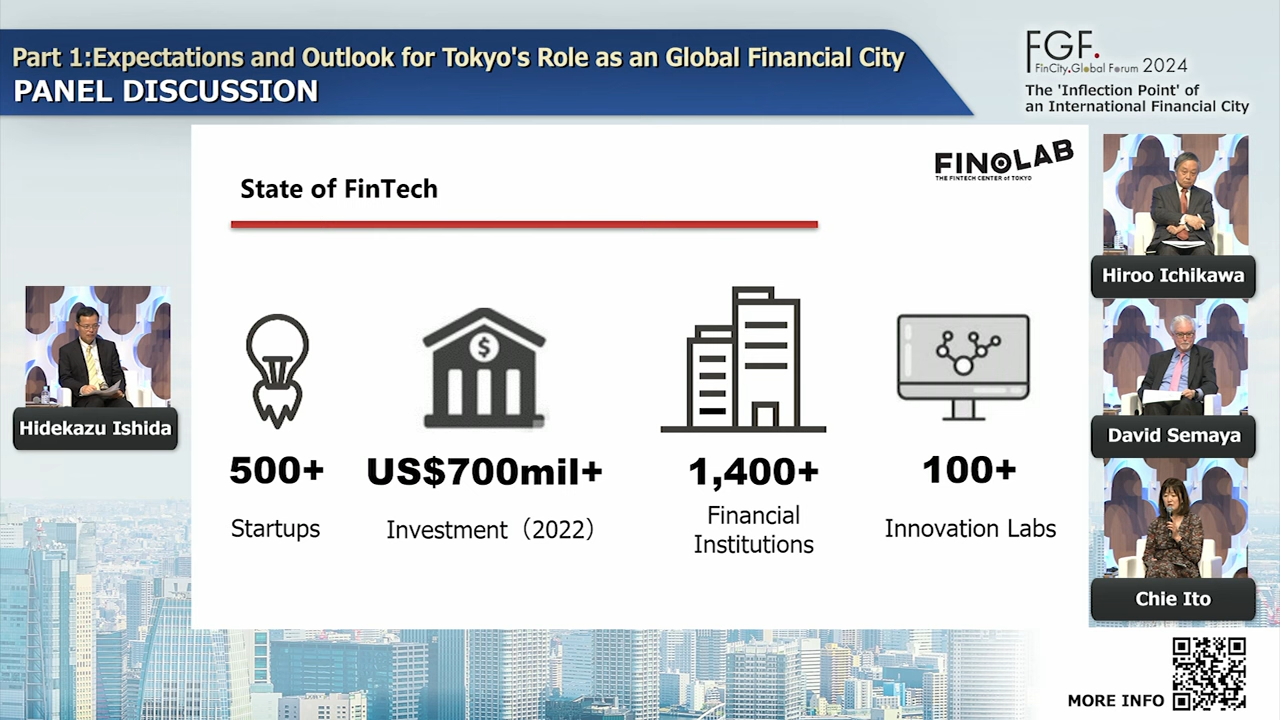 Part 1:Expectations and Outlook for Tokyo's Role as an Global Financial City
PANEL DISCUSSION
FGF.
FinCity.Global Forum 2024
The 'Inflection Point' of
an International Financial City
FINOLAB
THE FINTECH CENTER of TOKYO
State of FinTech
500+
Startups
US$700mil+
Investment（2022）
1,400+
Financial
Institutions
100+
Innovation Labs
Hidekazu Ishida
Hiroo Ichikawa
David Semaya
Chie Ito
MORE INFO